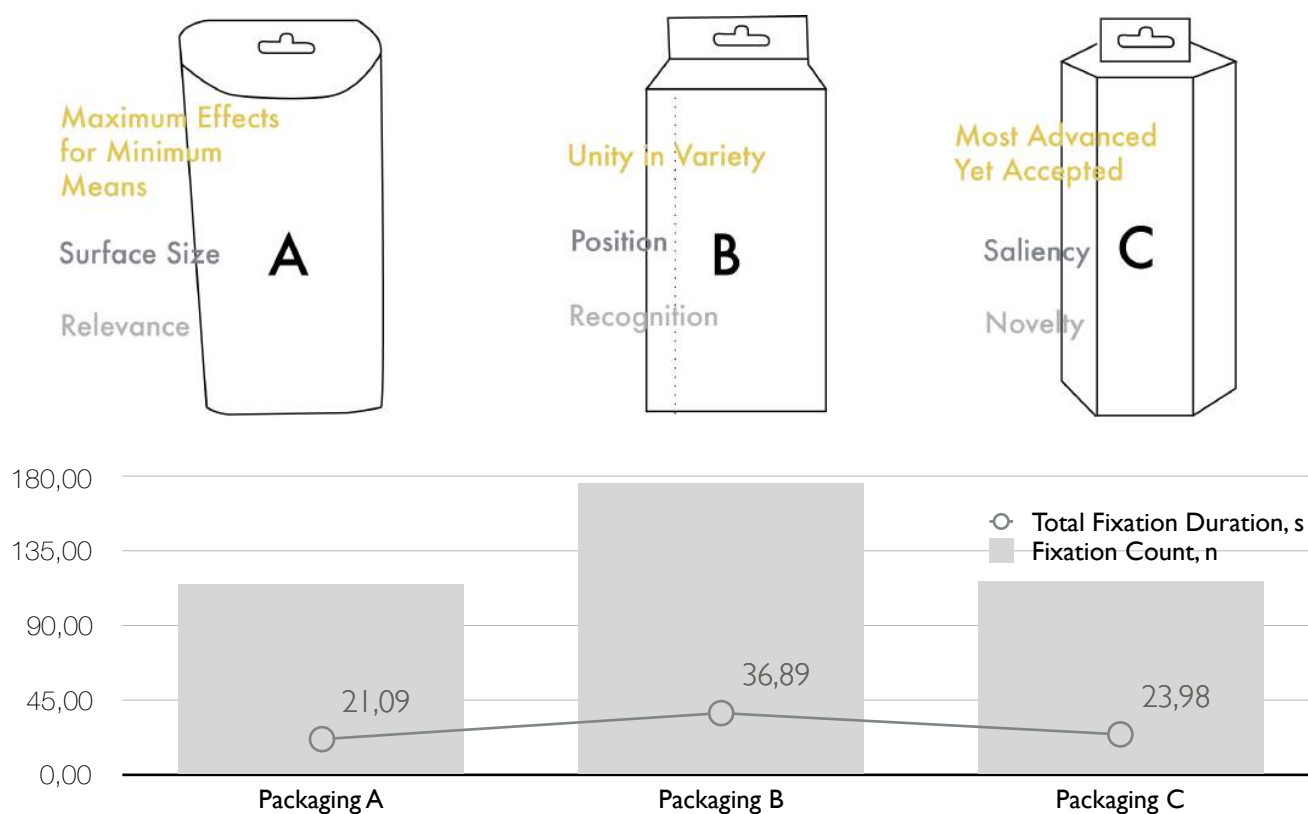 Maximum Effects
for Minimum
Means
Surface Size
Relevance
A
Unity in Variety
Position
Recognition
B
Most Advanced
Yet Accepted
Saliency
Novelty
C
180,00
135,00
90,00
45,00
0,00
Total Fixation Duration, s
Fixation Count, n
21,09
36,89
23,98
Packaging A
Packaging B
Packaging C